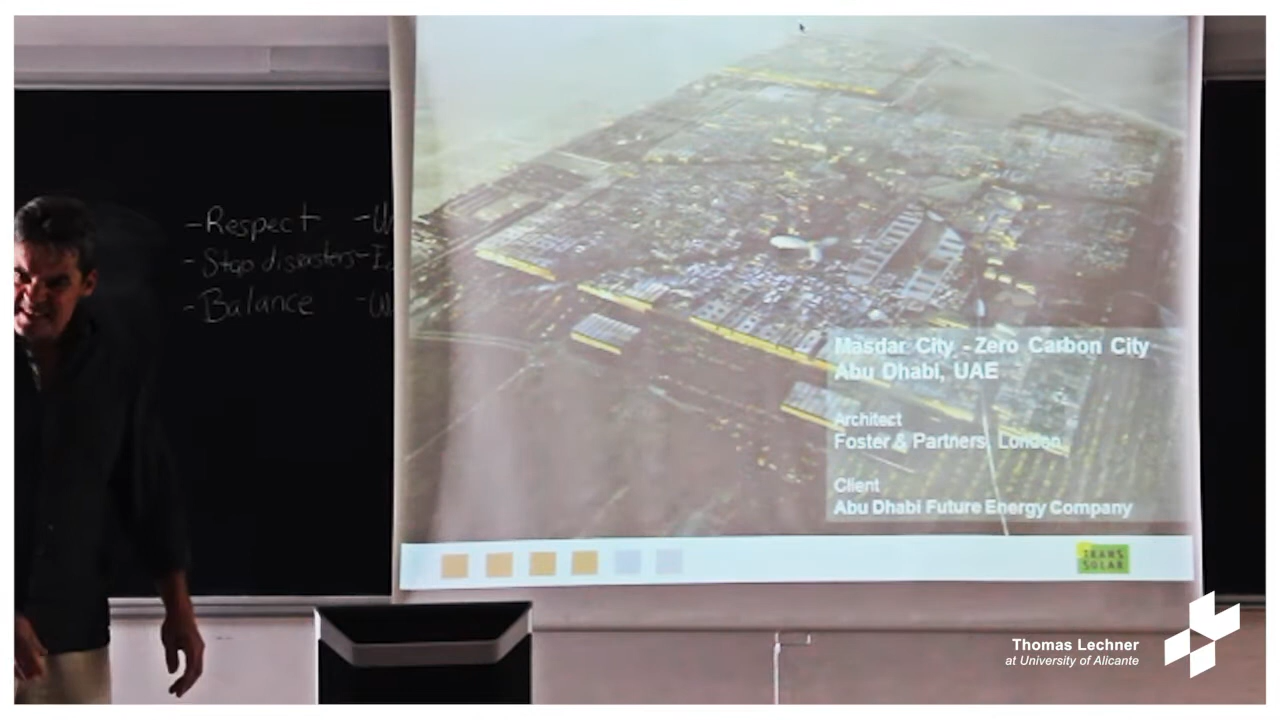 -Respect -
-Stop disasters-
-Balance -
Masdar City - Zero Carbon City
Abu Dhabi, UAE
Architect
Foster & Partners, London
Client
Abu Dhabi Future Energy Company
TRANS
SOLAR
Thomas Lechner
at University of Alicante